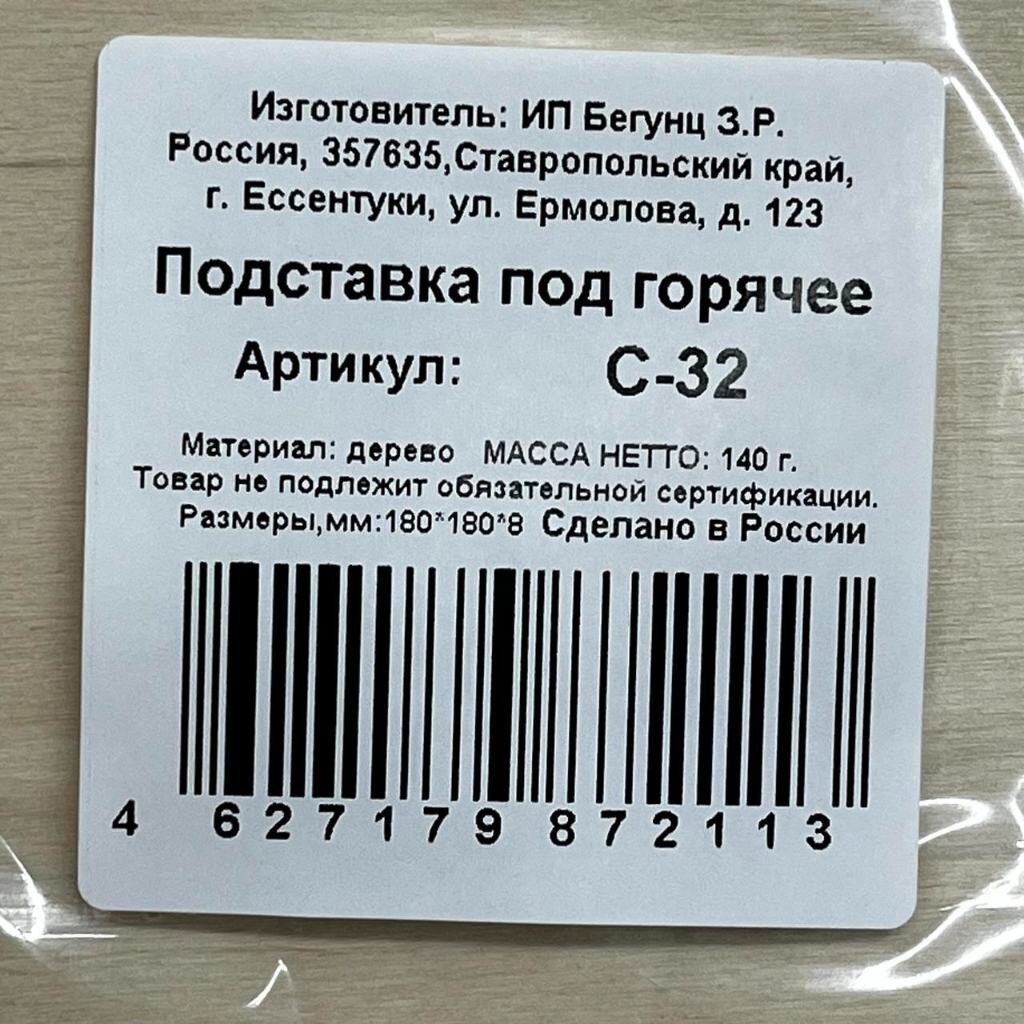 Изготовитель: ИП Бегунц З.Р.
Россия, 357635,Ставропольский край,
г. Ессентуки, ул. Ермолова, д. 123
Подставка под горячее
Артикул: С-32
Материал: дерево МАССА НЕТТО: 140 г.
Товар не подлежит обязательной сертификации.
Размеры,мм:180*180*8 Сделано в России
4 627179 872113